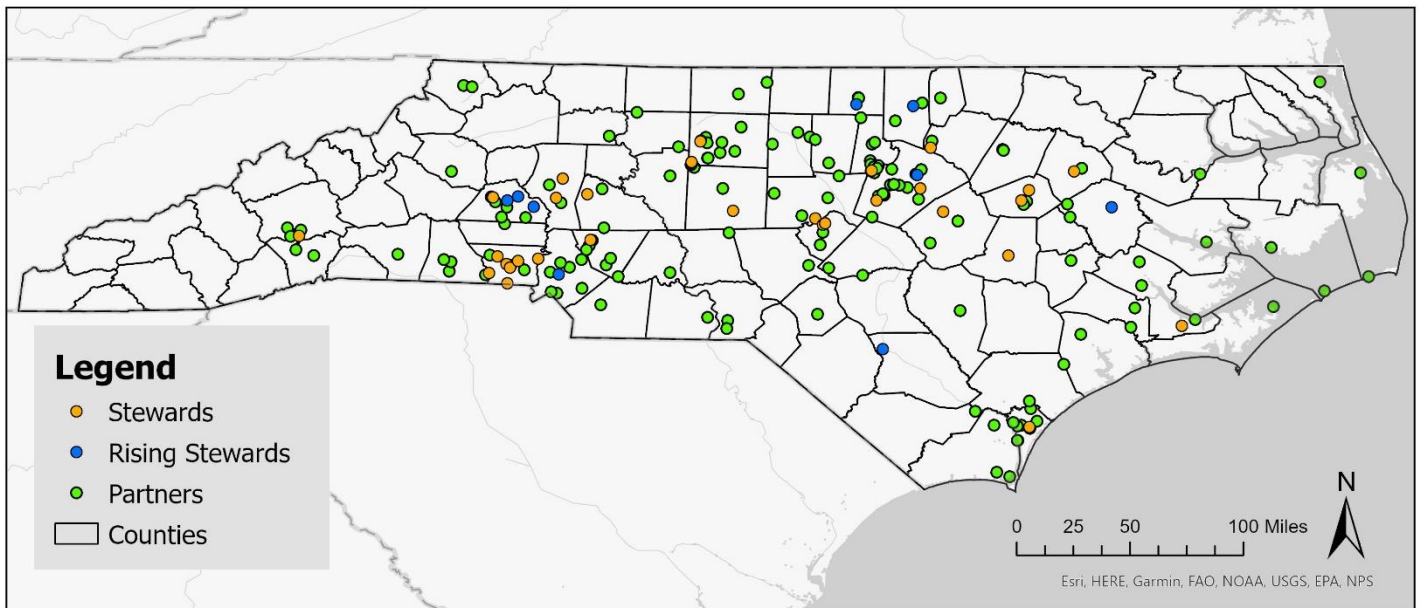 Legend
Stewards
Rising Stewards
Partners
Counties
N
0 25 50 100 Miles
Esri, HERE, Garmin, FAO, NOAA, USGS, EPA, NPS